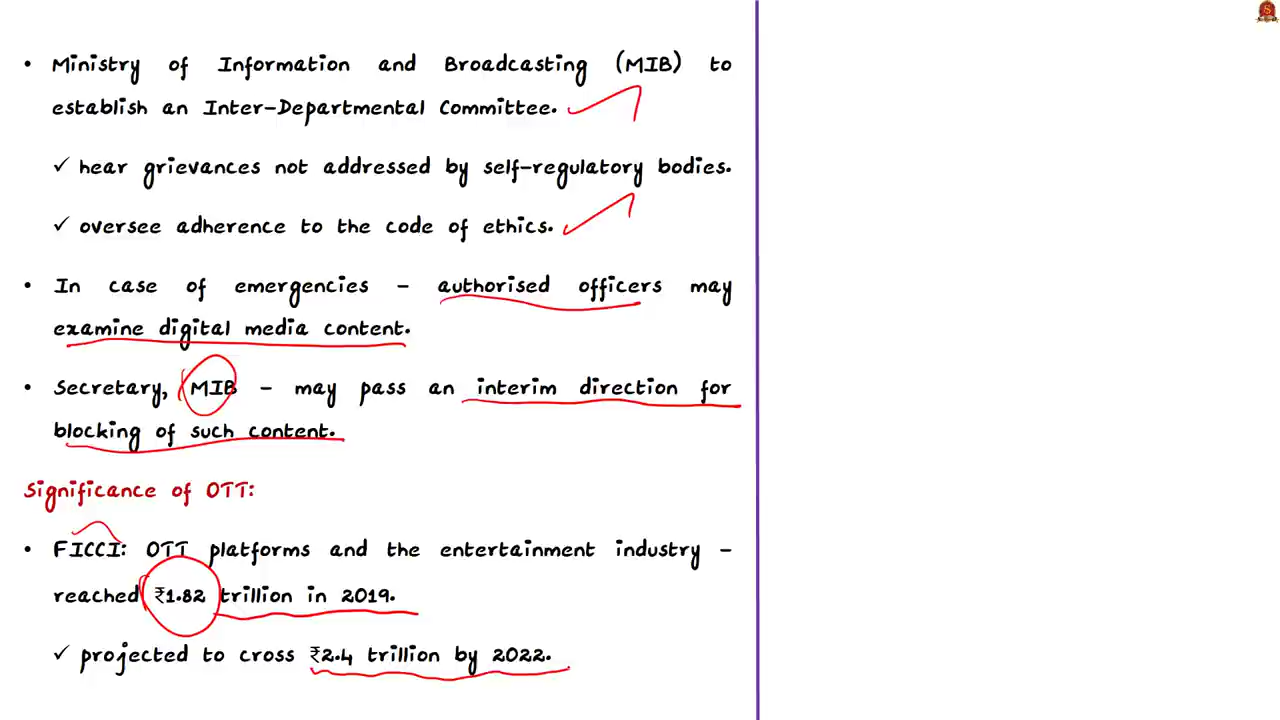 • Ministry of Information and Broadcasting (MIB) to
establish an Inter-Departmental Committee.
✓ hear grievances not addressed by self-regulatory bodies.
✓ oversee adherence to the code of ethics.
• In case of emergencies – authorised officers may
examine digital media content.
• Secretary, MIB – may pass an interim direction for
blocking of such content.
Significance of OTT:
• FICCI: OTT platforms and the entertainment industry –
reached ₹1.82 trillion in 2019.
✓ projected to cross ₹2.4 trillion by 2022.